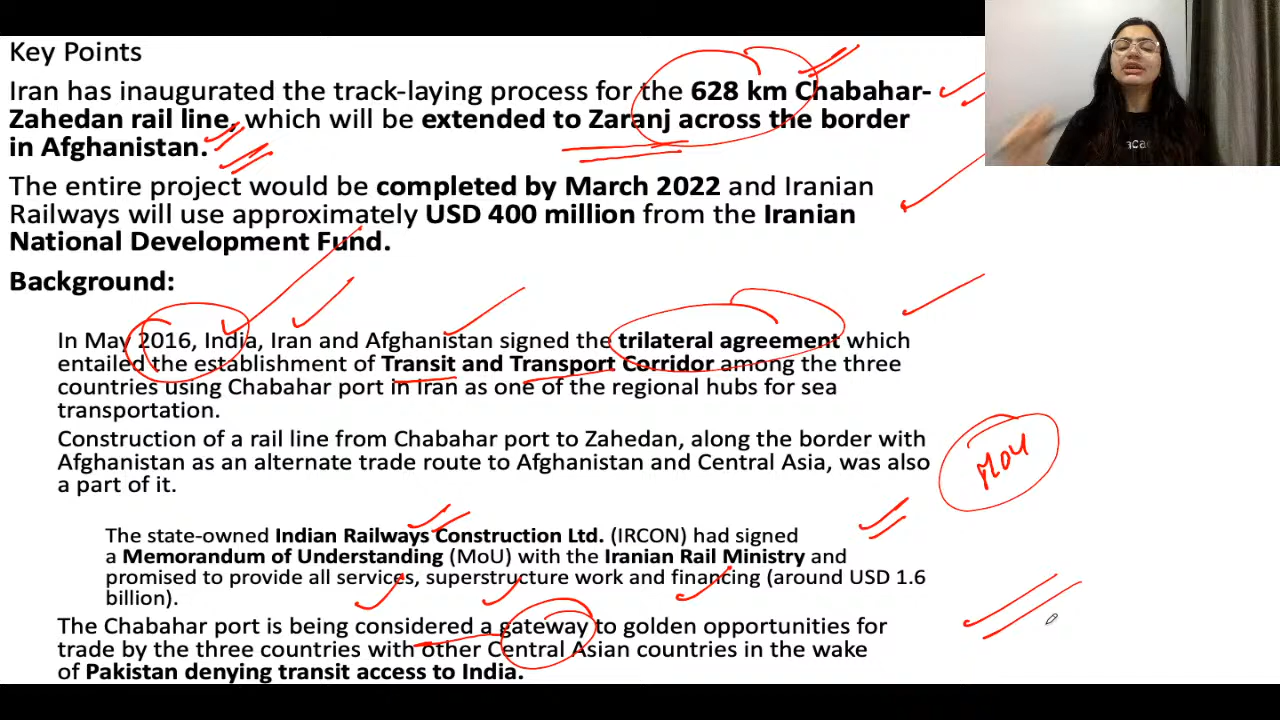 Key Points
Iran has inaugurated the track-laying process for the 628 km Chabahar-
Zahedan rail line, which will be extended to Zaranj across the border
in Afghanistan.
The entire project would be completed by March 2022 and Iranian
Railways will use approximately USD 400 million from the Iranian
National Development Fund.
Background:
In May 2016, India, Iran and Afghanistan signed the trilateral agreement which
entailed the establishment of Transit and Transport Corridor among the three
countries using Chabahar port in Iran as one of the regional hubs for sea
transportation.
Construction of a rail line from Chabahar port to Zahedan, along the border with
Afghanistan as an alternate trade route to Afghanistan and Central Asia, was also
a part of it.
MOU
The state-owned Indian Railways Construction Ltd. (IRCON) had signed
a Memorandum of Understanding (MoU) with the Iranian Rail Ministry and
promised to provide all services, superstructure work and financing (around USD 1.6
billion).
The Chabahar port is being considered a gateway to golden opportunities for
trade by the three countries with other Central Asian countries in the wake
of Pakistan denying transit access to India.